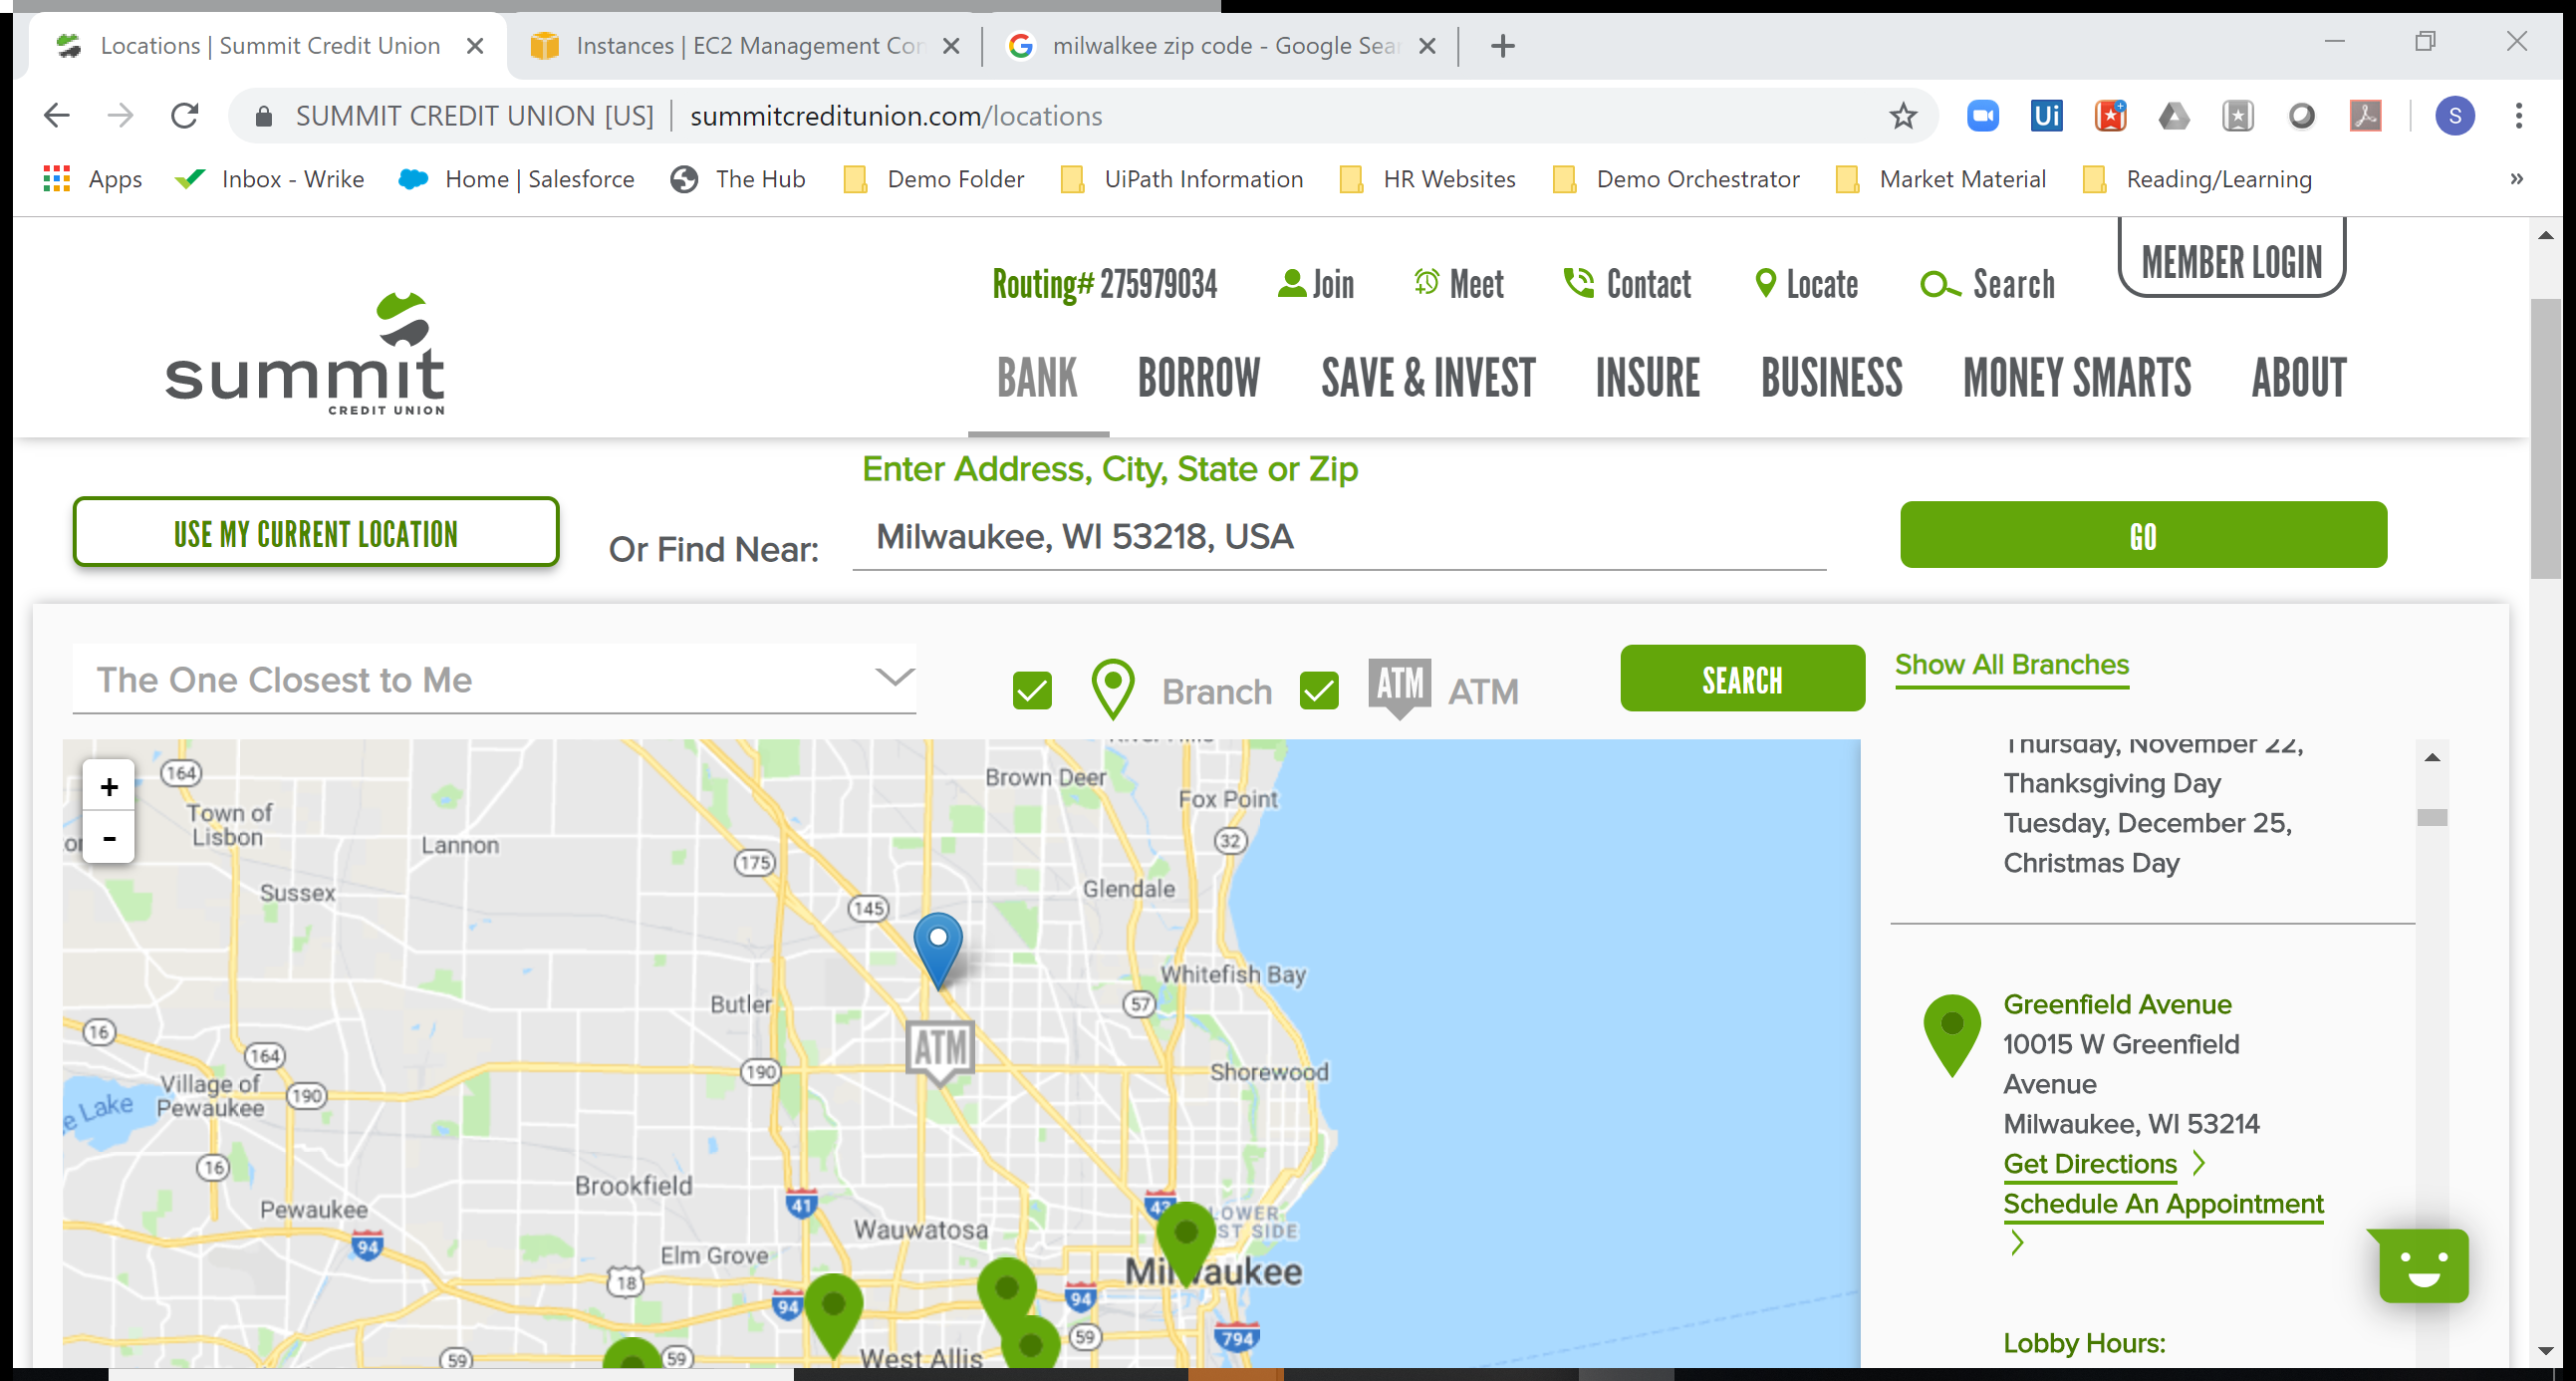 Locations | Summit Credit Union
Instances | EC2 Management Con
milwalkee zip code - Google Sear
SUMMIT CREDIT UNION [US] | summitcreditunion.com/locations
S
Apps
Inbox - Wrike
Home | Salesforce
The Hub
Demo Folder
UiPath Information
HR Websites
Demo Orchestrator
Market Material
Reading/Learning
»
Ui
Routing# 275979034
Join
Meet
Contact
Locate
Search
MEMBER LOGIN
summit
CREDIT UNION
BANK
BORROW
SAVE & INVEST
INSURE
BUSINESS
MONEY SMARTS
ABOUT
Enter Address, City, State or Zip
USE MY CURRENT LOCATION
Or Find Near:
Milwaukee, WI 53218, USA
GO
The One Closest to Me
Branch
ATM
ATM
SEARCH
Show All Branches
+
-
164
Town of
Lisbon
Lannon
Sussex
175
145
Brown Deer
Fox Point
32
Glendale
Whitefish Bay
57
Butler
ATM
16
164
190
190
Shorewood
Village of
Pewaukee
e Lake
16
Pewaukee
94
Brookfield
41
43
LOWER
ST SIDE
Wauwatosa
Elm Grove
Milwaukee
18
94
94
59
794
59
59
West Allis
Thursday, November 22,
Thanksgiving Day
Tuesday, December 25,
Christmas Day
Greenfield Avenue
10015 W Greenfield
Avenue
Milwaukee, WI 53214
Get Directions
Schedule An Appointment
Lobby Hours: